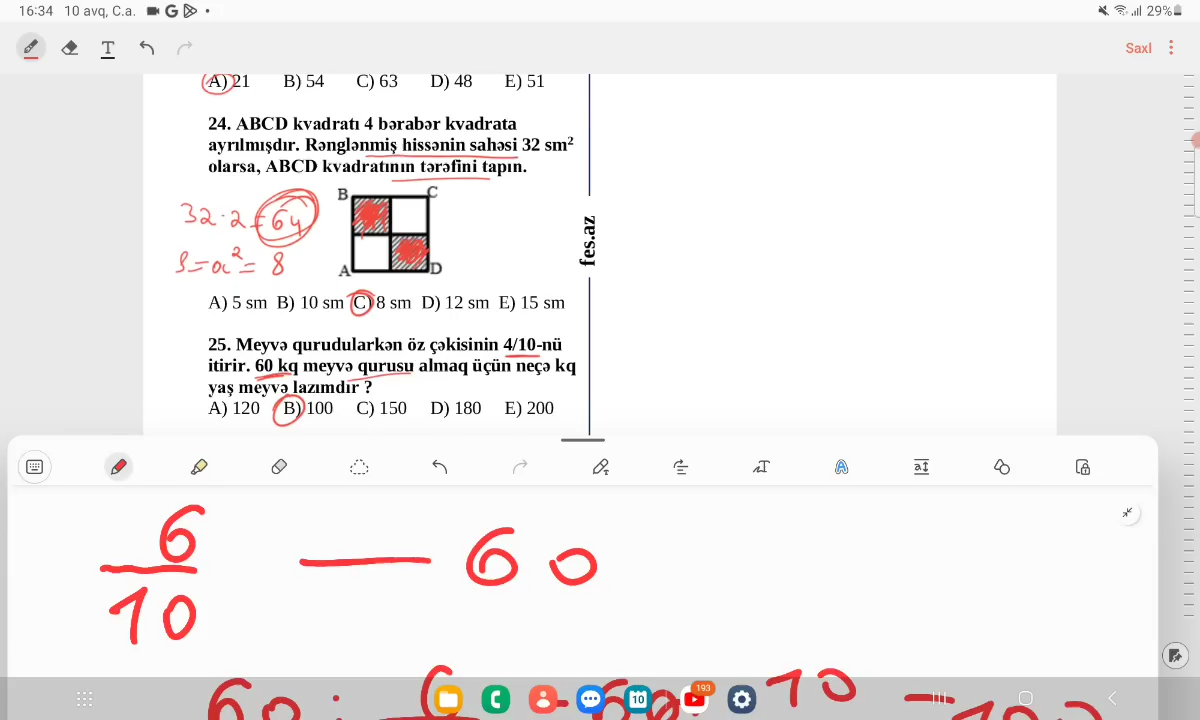 16:34 10 avq, C.a. 29%
Saxl
A) 21 B) 54 C) 63 D) 48 E) 51
24. ABCD kvadratı 4 bərabər kvadrata
ayrılmışdır. Rənglənmiş hissənin sahəsi 32 sm²
olarsa, ABCD kvadratının tərəfini tapın.
32·2=64
S=a²=8
B C
A D
A) 5 sm B) 10 sm C) 8 sm D) 12 sm E) 15 sm
25. Meyvə qurudularkən öz çəkisinin 4/10-nü
itirir. 60 kq meyvə qurusu almaq üçün neçə kq
yaş meyvə lazımdır ?
A) 120 B) 100 C) 150 D) 180 E) 200
fes.az
6/10 — 60
10
193